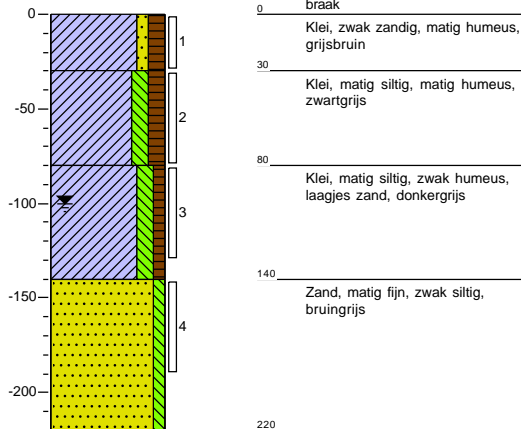 braak
0
0
Klei, zwak zandig, matig humeus,
grijsbruin
1
30
Klei, matig siltig, matig humeus,
zwartgrijs
-50
2
80
Klei, matig siltig, zwak humeus,
laagjes zand, donkergrijs
-100
3
140
Zand, matig fijn, zwak siltig,
bruingrijs
-150
4
-200
220